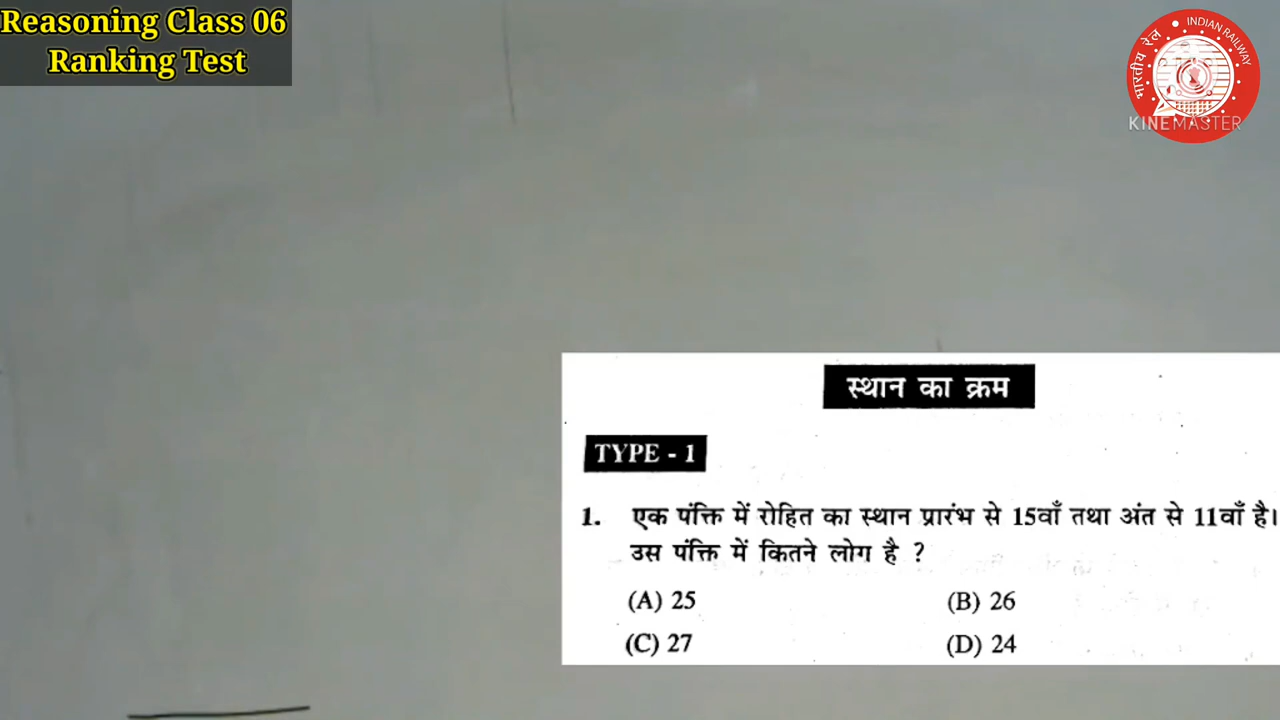 Reasoning Class 06
Ranking Test
भारतीय रेल
INDIAN RAILWAY
KINEMASTER
स्थान का क्रम
TYPE - 1
1. एक पंक्ति में रोहित का स्थान प्रारंभ से 15वाँ तथा अंत से 11वाँ है।
उस पंक्ति में कितने लोग है ?
(A) 25 (B) 26
(C) 27 (D) 24